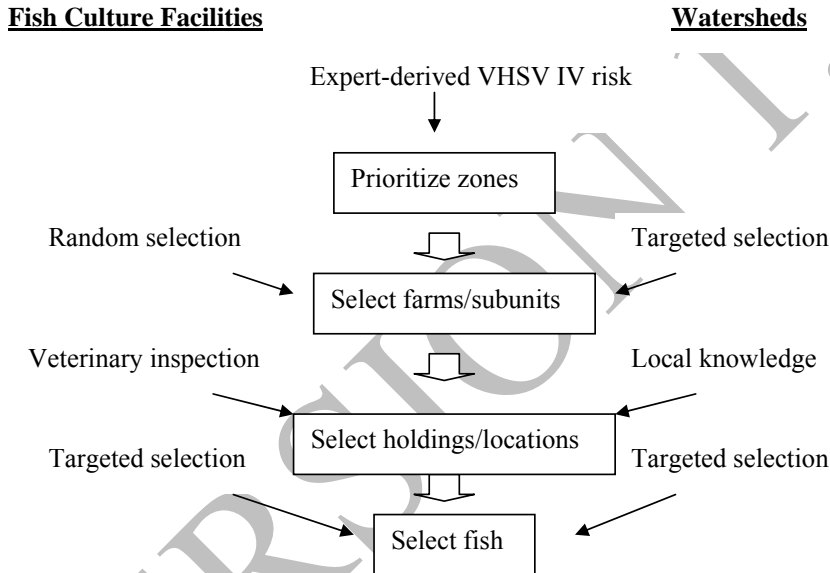 Fish Culture Facilities Watersheds
Expert-derived VHSV IV risk
Prioritize zones
Random selection Targeted selection
Select farms/subunits
Veterinary inspection Local knowledge
Select holdings/locations
Targeted selection Targeted selection
Select fish
ERSION